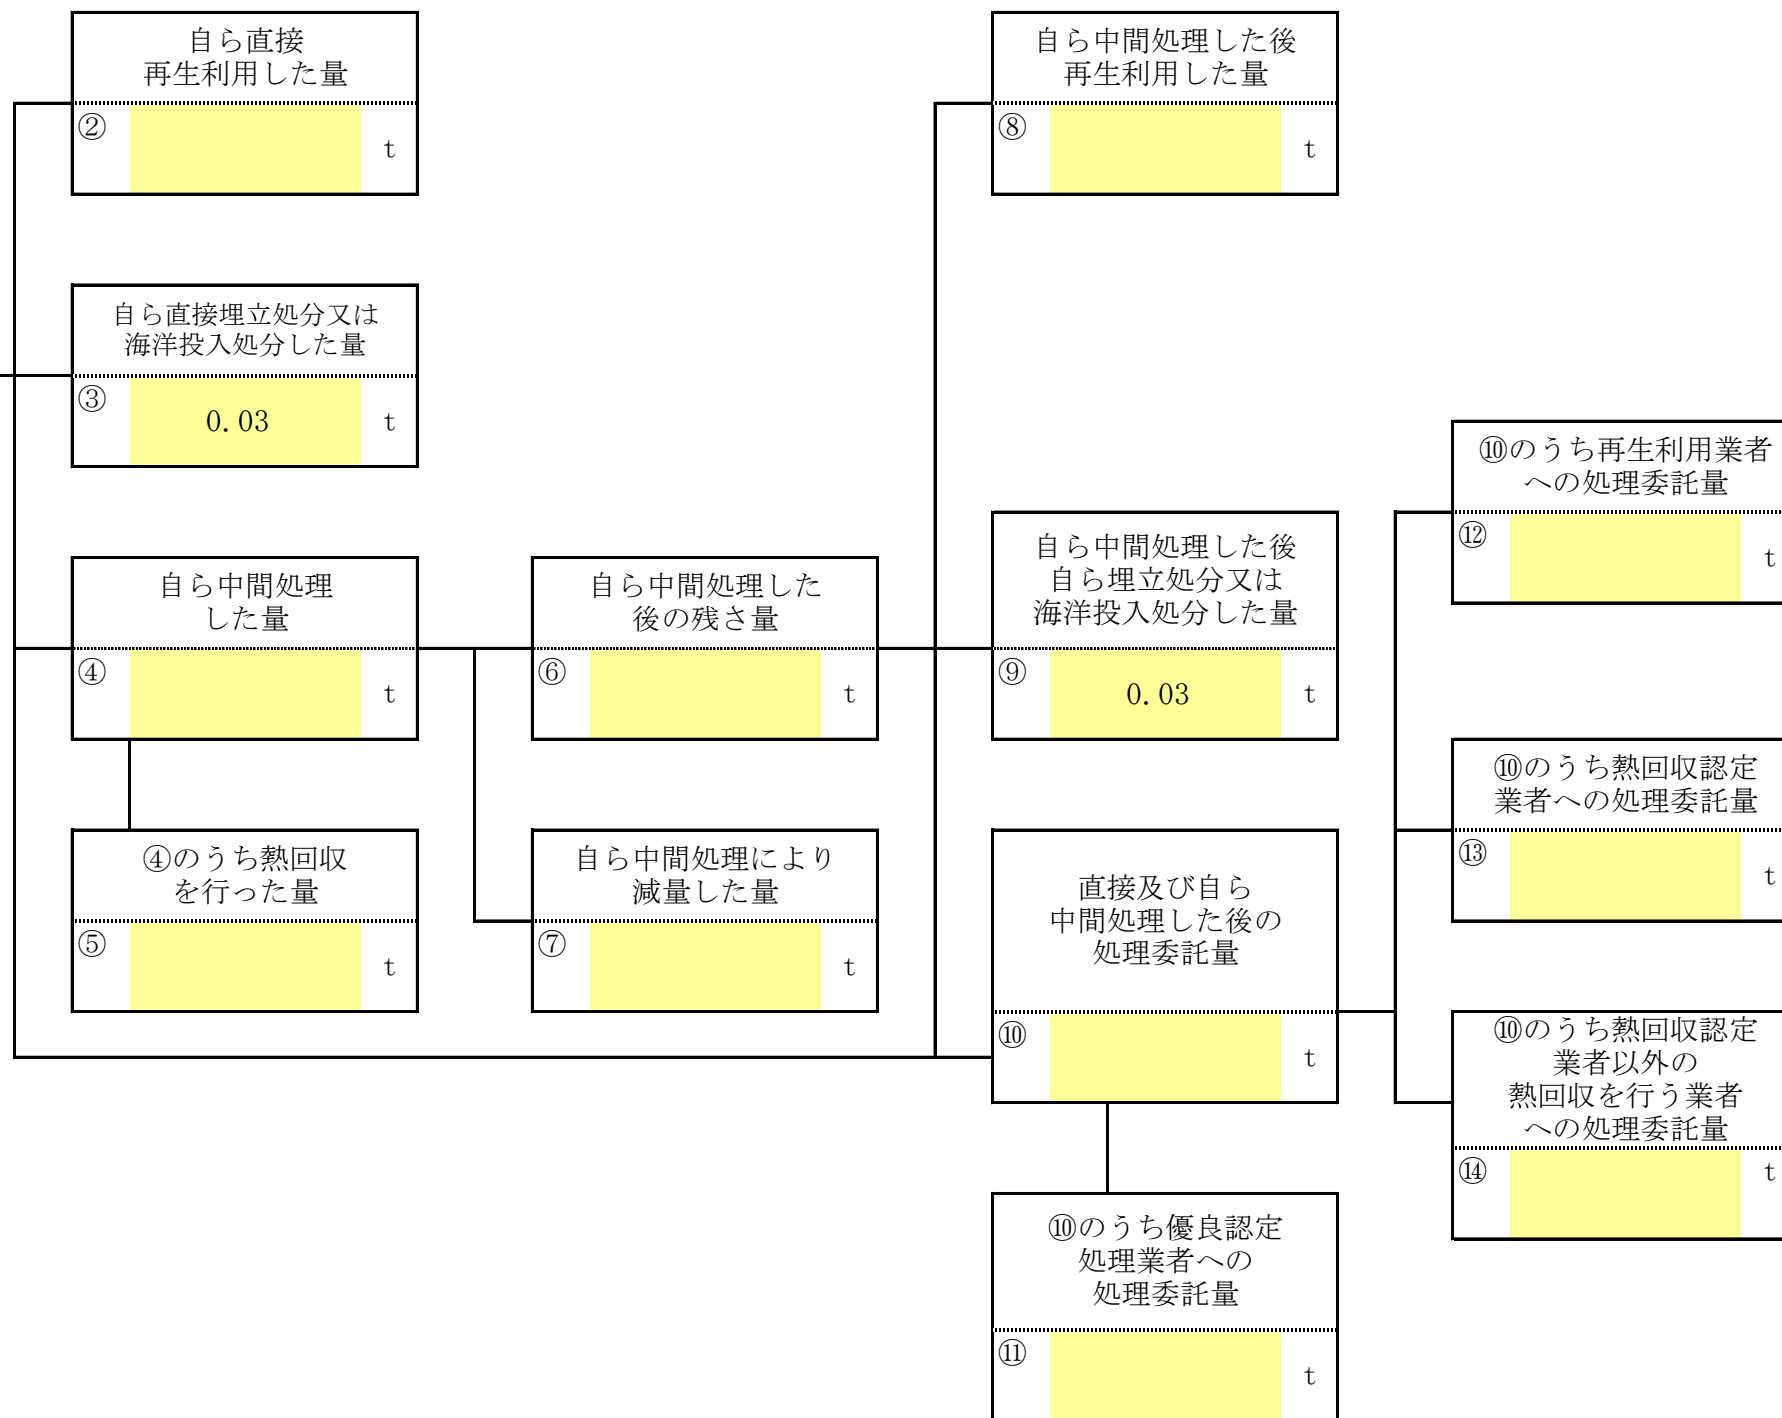 自ら直接
再生利用した量
②
t
自ら中間処理した後
再生利用した量
⑧
t
自ら直接埋立処分又は
海洋投入処分した量
③
0.03
t
⑩のうち再生利用業者
への処理委託量
⑫
t
自ら中間処理
した量
④
t
自ら中間処理した
後の残さ量
⑥
t
自ら中間処理した後
自ら埋立処分又は
海洋投入処分した量
⑨
0.03
t
⑩のうち熱回収認定
業者への処理委託量
⑬
t
④のうち熱回収
を行った量
⑤
t
自ら中間処理により
減量した量
⑦
t
直接及び自ら
中間処理した後の
処理委託量
⑩
t
⑩のうち熱回収認定
業者以外の
熱回収を行う業者
への処理委託量
⑭
t
⑩のうち優良認定
処理業者への
処理委託量
⑪
t